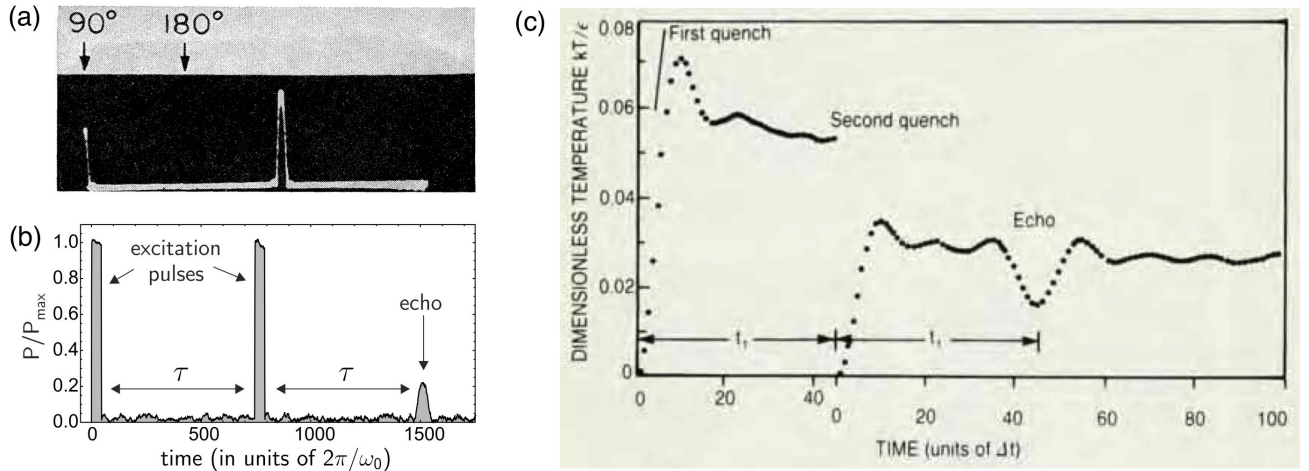 (a)
90° 180°
(b)
P/P_max
1.0
0.8
0.6
0.4
0.2
0.0
excitation
pulses
echo
τ τ
0 500 1000 1500
time (in units of 2π/ω₀)
(c)
DIMENSIONLESS TEMPERATURE kT/ϵ
0.08
0.06
0.04
0.02
0
First quench
Second quench
Echo
t₁ t₁
0 20 0 20 40 60 80 100
TIME (units of Δt)